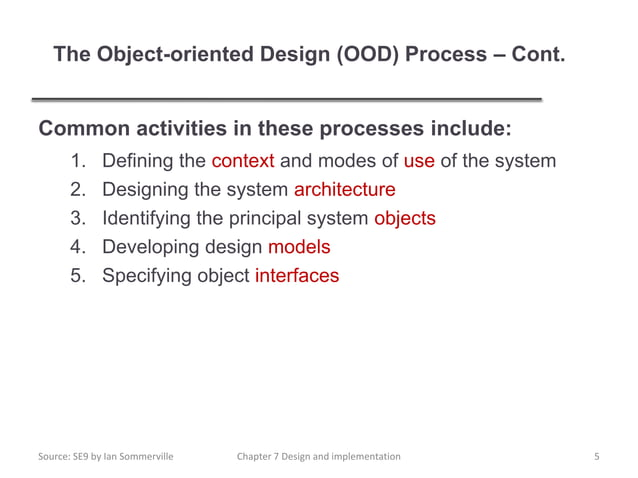 The Object-oriented Design (OOD) Process – Cont.
Common activities in these processes include:
1. Defining the context and modes of use of the system
2. Designing the system architecture
3. Identifying the principal system objects
4. Developing design models
5. Specifying object interfaces
Source: SE9 by Ian Sommerville Chapter 7 Design and implementation 5